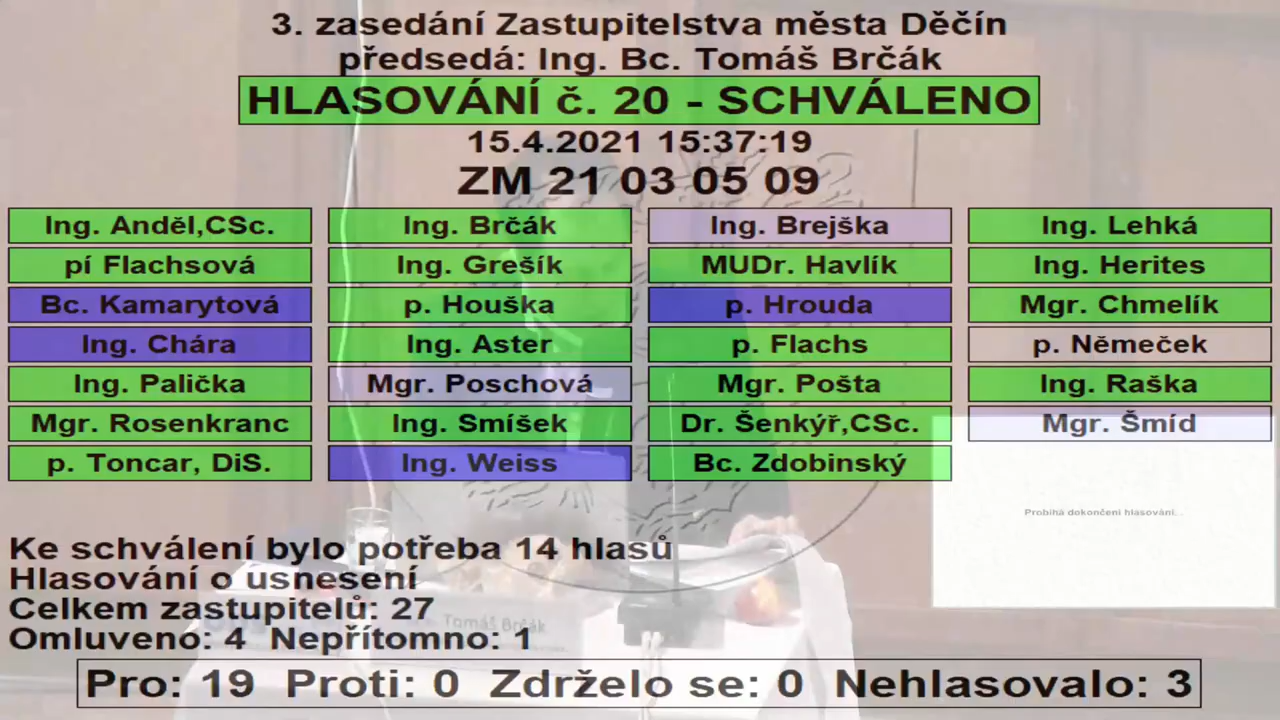 3. zasedání Zastupitelstva města Děčín
předsedá: Ing. Bc. Tomáš Brčák
HLASOVÁNÍ č. 20 - SCHVÁLENO
15.4.2021 15:37:19
ZM 21 03 05 09
Ing. Anděl,CSc. Ing. Brčák Ing. Brejška Ing. Lehká
pí Flachsová Ing. Grešík MUDr. Havlík Ing. Herites
Bc. Kamarytová p. Houška p. Hrouda Mgr. Chmelík
Ing. Chára Ing. Aster p. Flachs p. Němeček
Ing. Palička Mgr. Poschová Mgr. Pošta Ing. Raška
Mgr. Rosenkranc Ing. Smíšek Dr. Šenkýř,CSc. Mgr. Šmíd
p. Toncar, DiS. Ing. Weiss Bc. Zdobinský
Probíhá dokončení hlasování...
Ke schválení bylo potřeba 14 hlasů
Hlasování o usnesení
Celkem zastupitelů: 27
Tomáš Brčák
Omluveno: 4 Nepřítomno: 1
Pro: 19 Proti: 0 Zdrželo se: 0 Nehlasovalo: 3